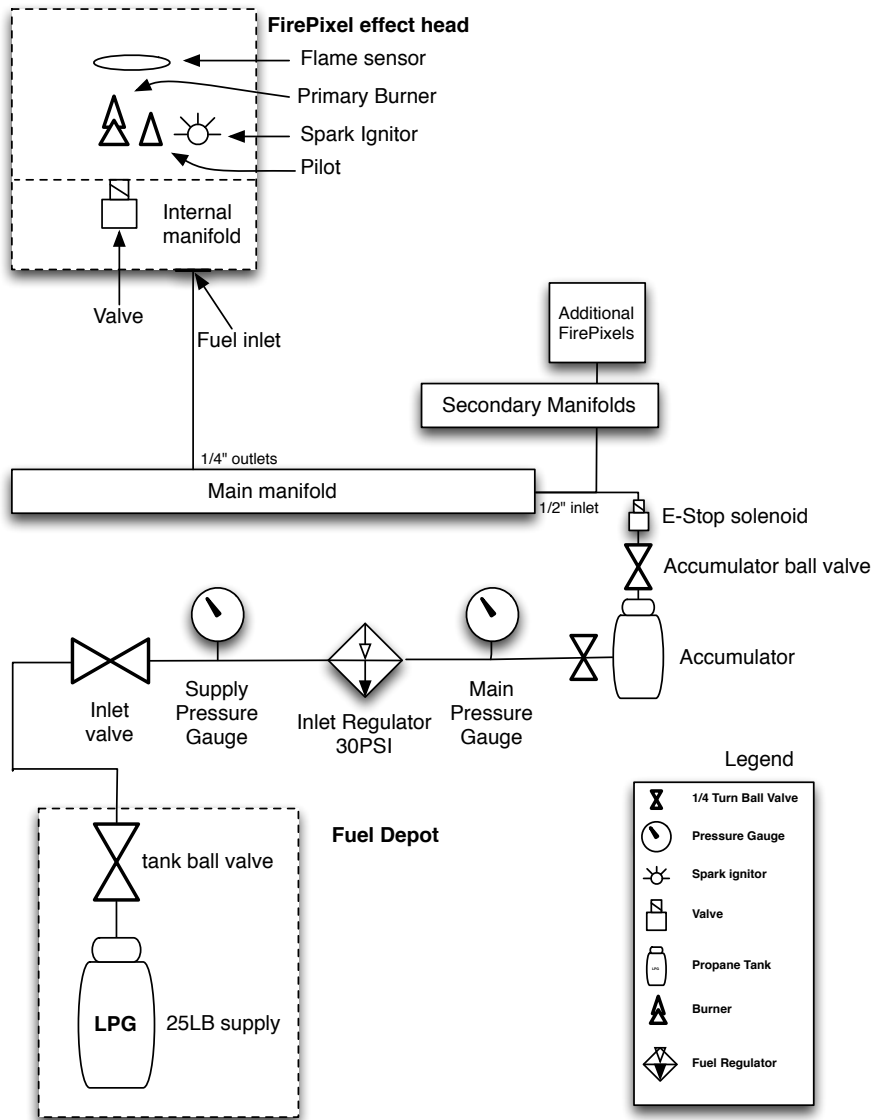 FirePixel effect head
Flame sensor
Primary Burner
Spark Ignitor
Pilot
Internal
manifold
Valve
Fuel inlet
Additional
FirePixels
Secondary Manifolds
1/4" outlets
Main manifold
1/2" inlet
E-Stop solenoid
Accumulator ball valve
Accumulator
Inlet
valve
Supply
Pressure
Gauge
Inlet Regulator
30PSI
Main
Pressure
Gauge
Legend
1/4 Turn Ball Valve
Pressure Gauge
Spark ignitor
Valve
LPG
Propane Tank
Burner
Fuel Regulator
Fuel Depot
tank ball valve
LPG
25LB supply